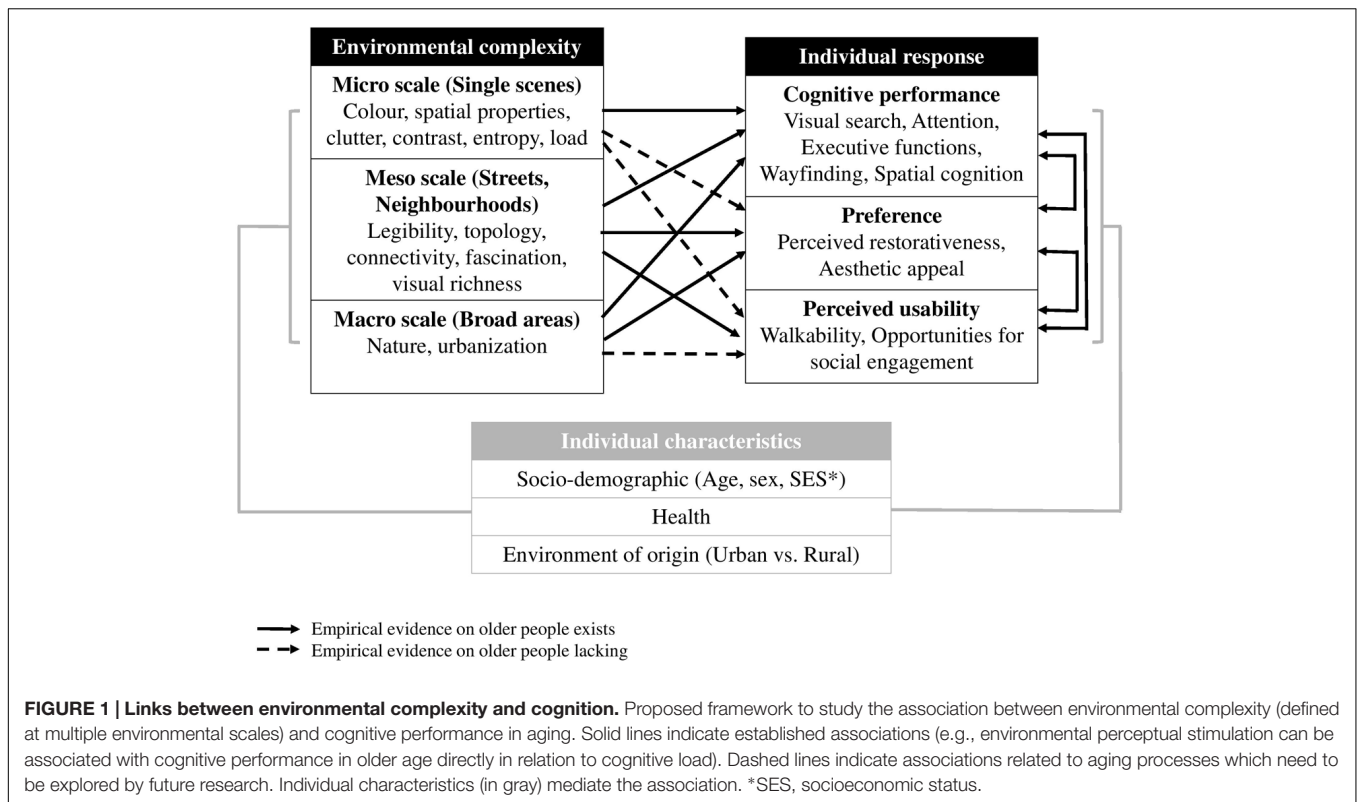 Environmental complexity
Micro scale (Single scenes)
Colour, spatial properties,
clutter, contrast, entropy, load
Meso scale (Streets,
Neighbourhoods)
Legibility, topology,
connectivity, fascination,
visual richness
Macro scale (Broad areas)
Nature, urbanization
Individual response
Cognitive performance
Visual search, Attention,
Executive functions,
Wayfinding, Spatial cognition
Preference
Perceived restorativeness,
Aesthetic appeal
Perceived usability
Walkability, Opportunities for
social engagement
Individual characteristics
Socio-demographic (Age, sex, SES*)
Health
Environment of origin (Urban vs. Rural)
Empirical evidence on older people exists
Empirical evidence on older people lacking
FIGURE 1 | Links between environmental complexity and cognition. Proposed framework to study the association between environmental complexity (defined
at multiple environmental scales) and cognitive performance in aging. Solid lines indicate established associations (e.g., environmental perceptual stimulation can be
associated with cognitive performance in older age directly in relation to cognitive load). Dashed lines indicate associations related to aging processes which need to
be explored by future research. Individual characteristics (in gray) mediate the association. *SES, socioeconomic status.